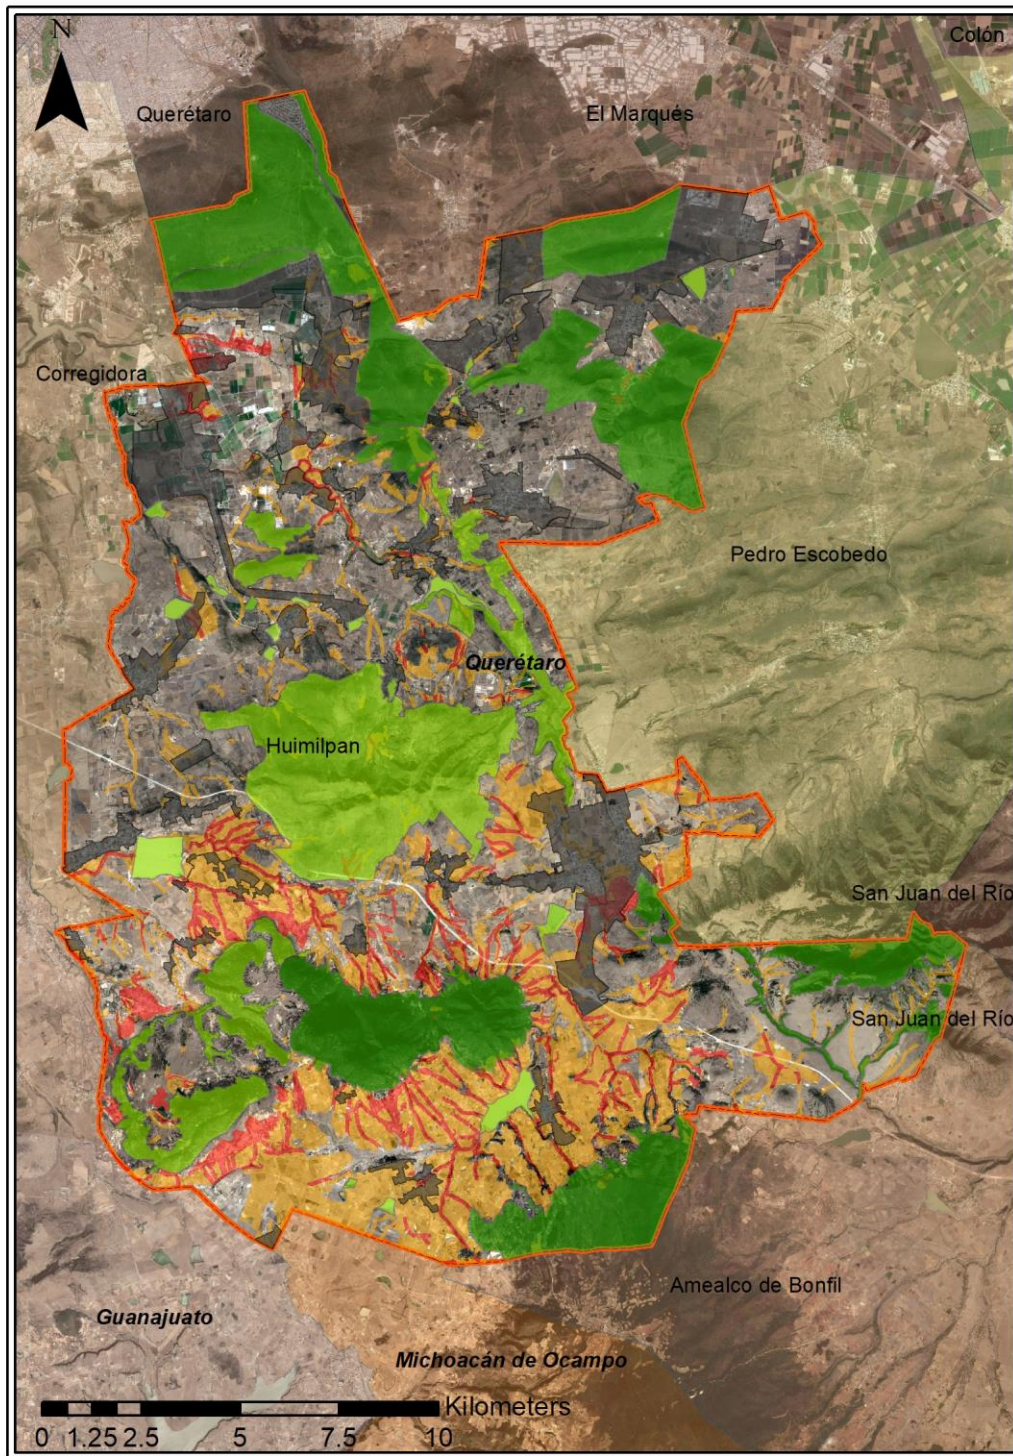 N
Colón
Querétaro
El Marqués
Corregidora
Pedro Escobedo
Querétaro
Huimilpan
San Juan del Río
San Juan del Río
Amealco de Bonfil
Guanajuato
Michoacán de Ocampo
Kilometers
0 1.25 2.5 5 7.5 10